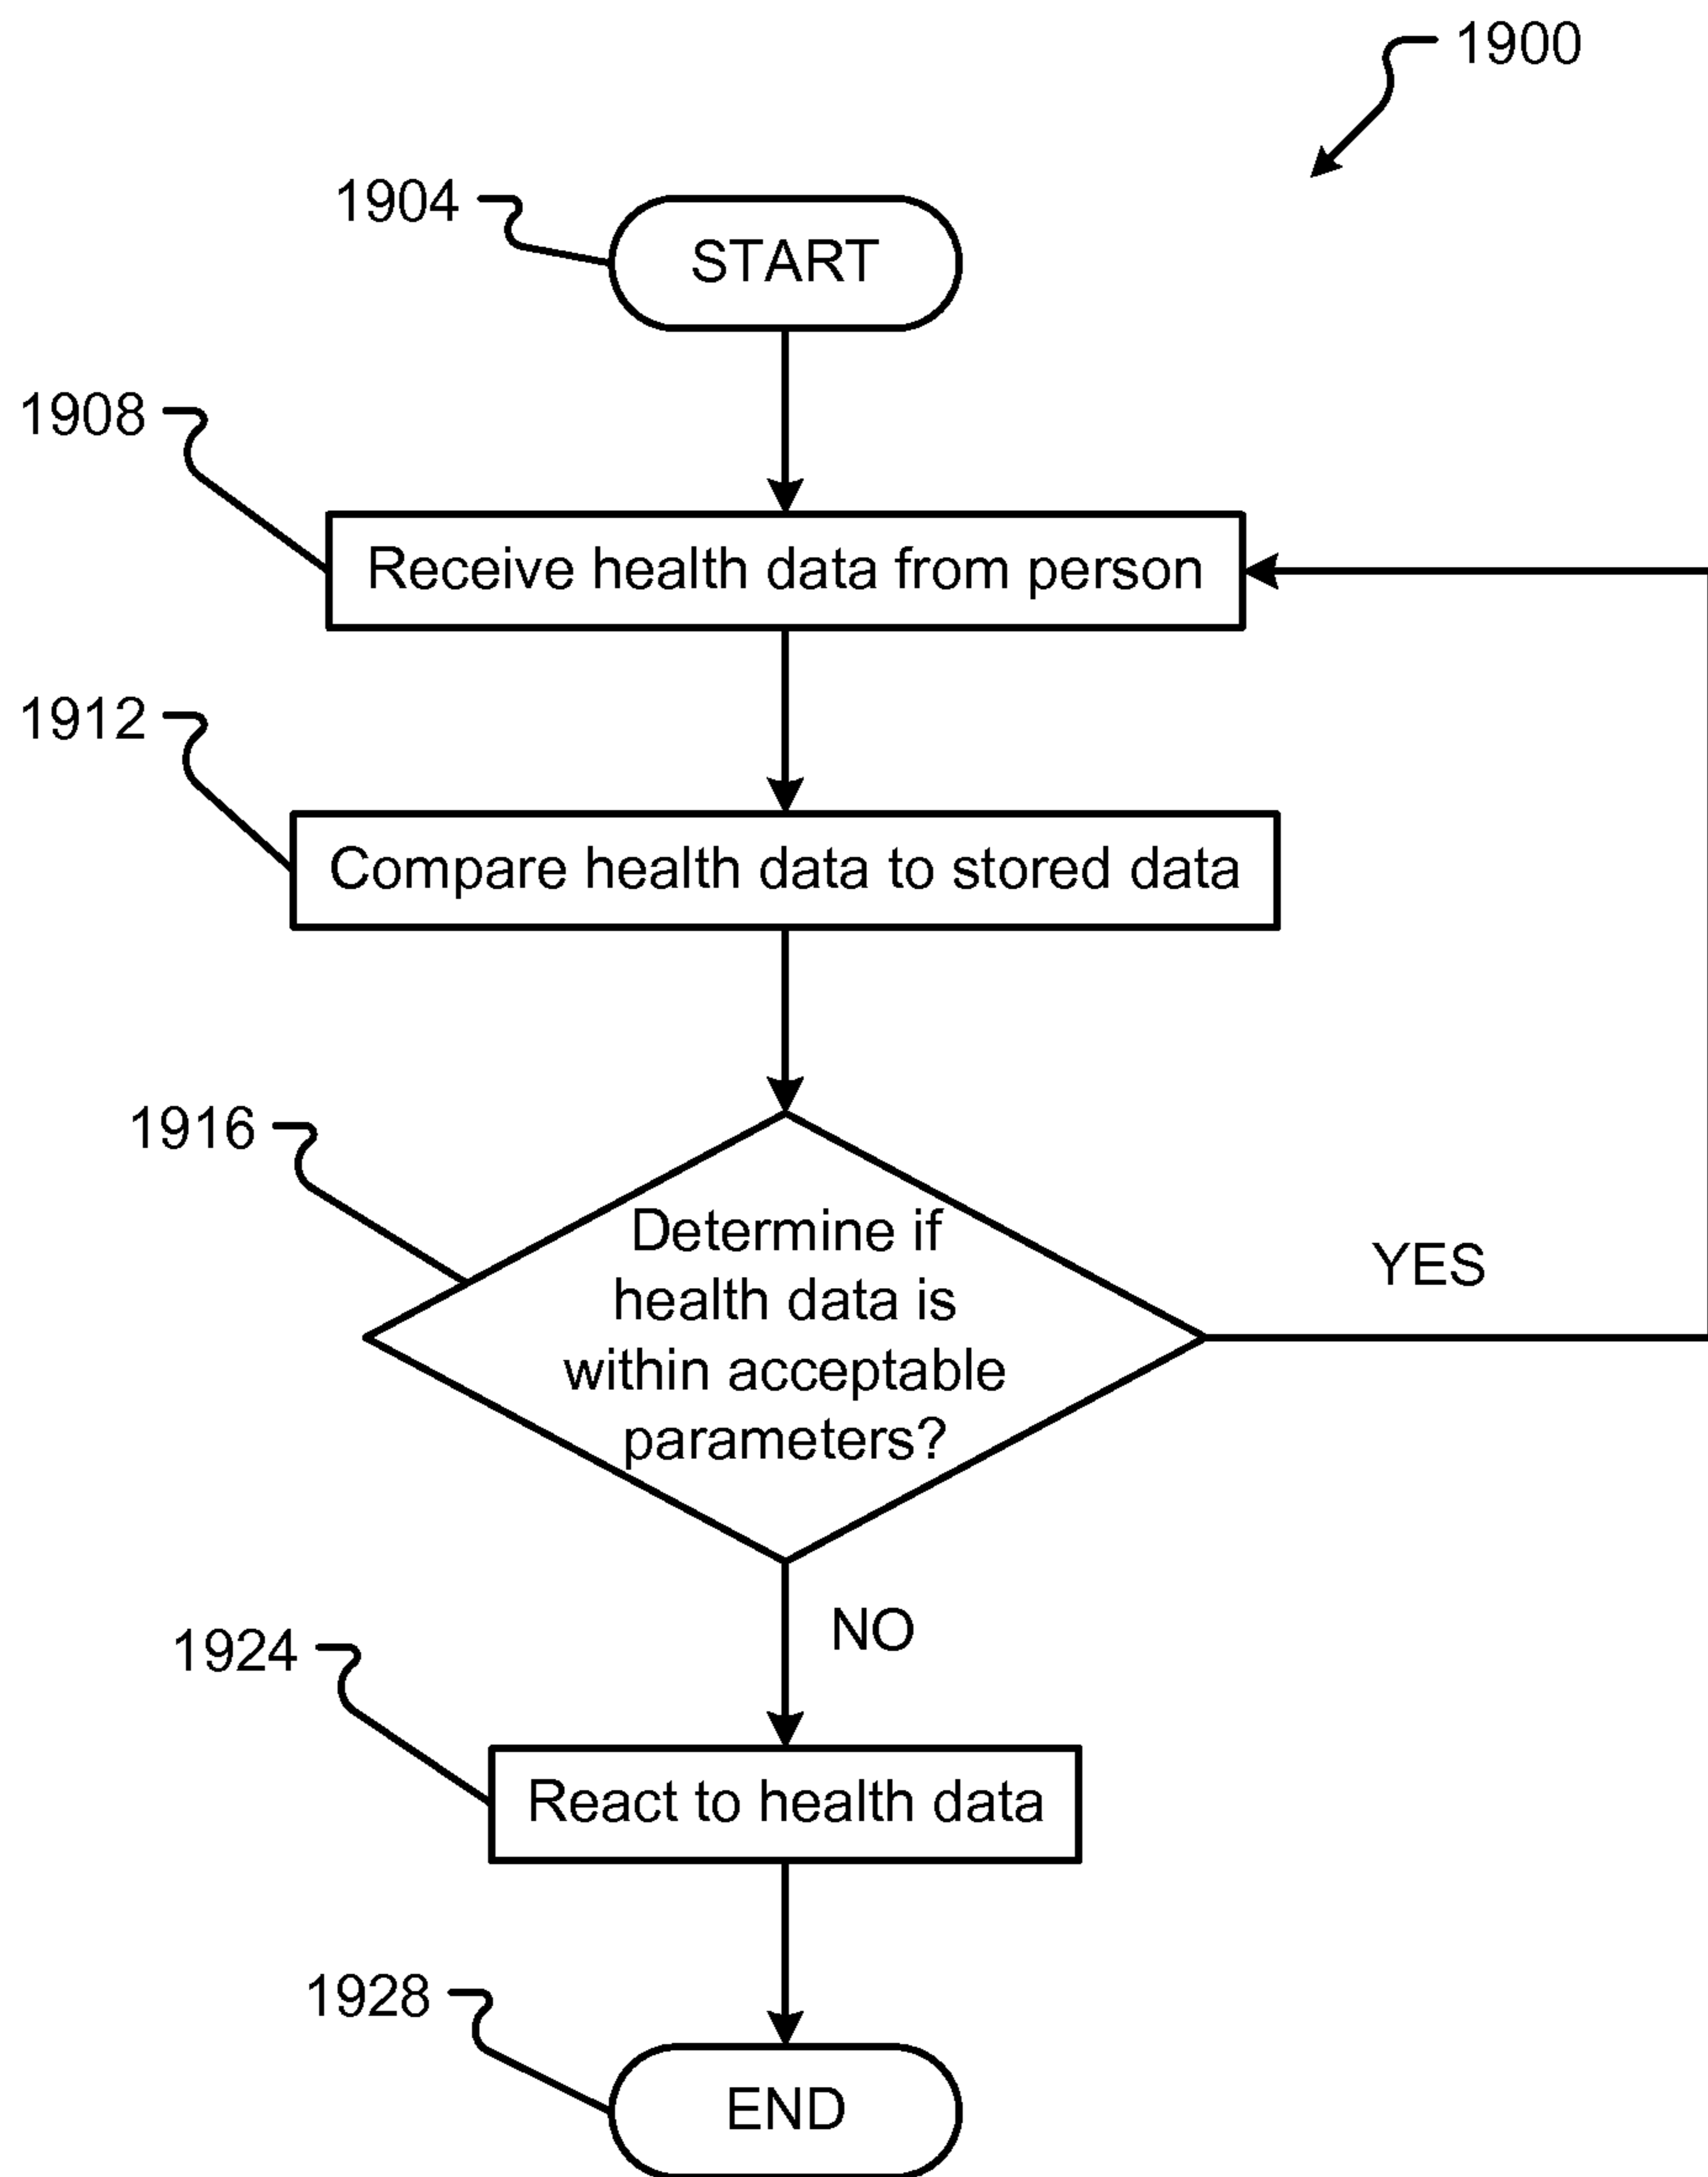 1900
1904
START
1908
Receive health data from person
1912
Compare health data to stored data
1916
Determine if
health data is
within acceptable
parameters?
YES
NO
1924
React to health data
1928
END